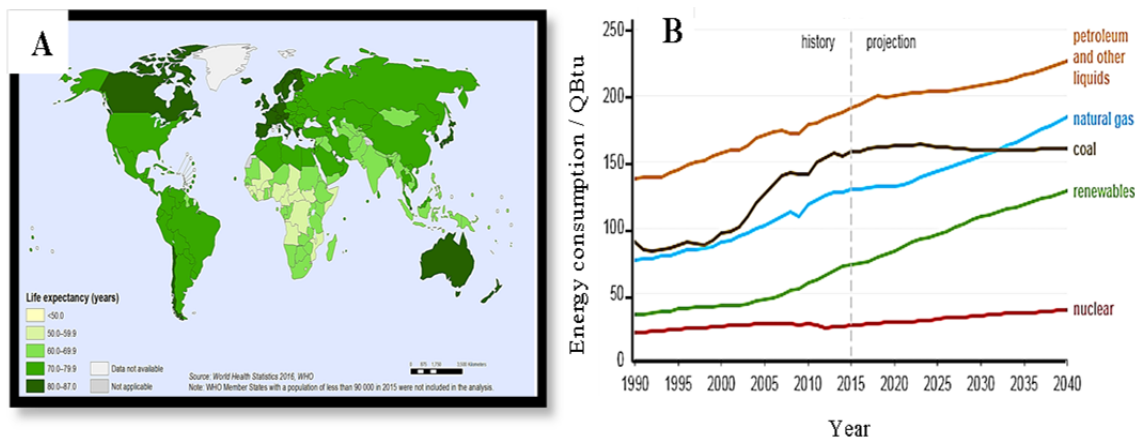 A
Life expectancy (years)
<50.0
50.0–59.9
60.0–69.9
70.0–79.9
80.0–87.0
Data not available
Not applicable
Source: World Health Statistics 2016, WHO
Note: WHO Member States with a population of less than 90 000 in 2015 were not included in the analysis.
B
Energy consumption / QBtu
250
200
150
100
50
0
history
projection
petroleum
and other
liquids
natural gas
coal
renewables
nuclear
1990 1995 2000 2005 2010 2015 2020 2025 2030 2035 2040
Year